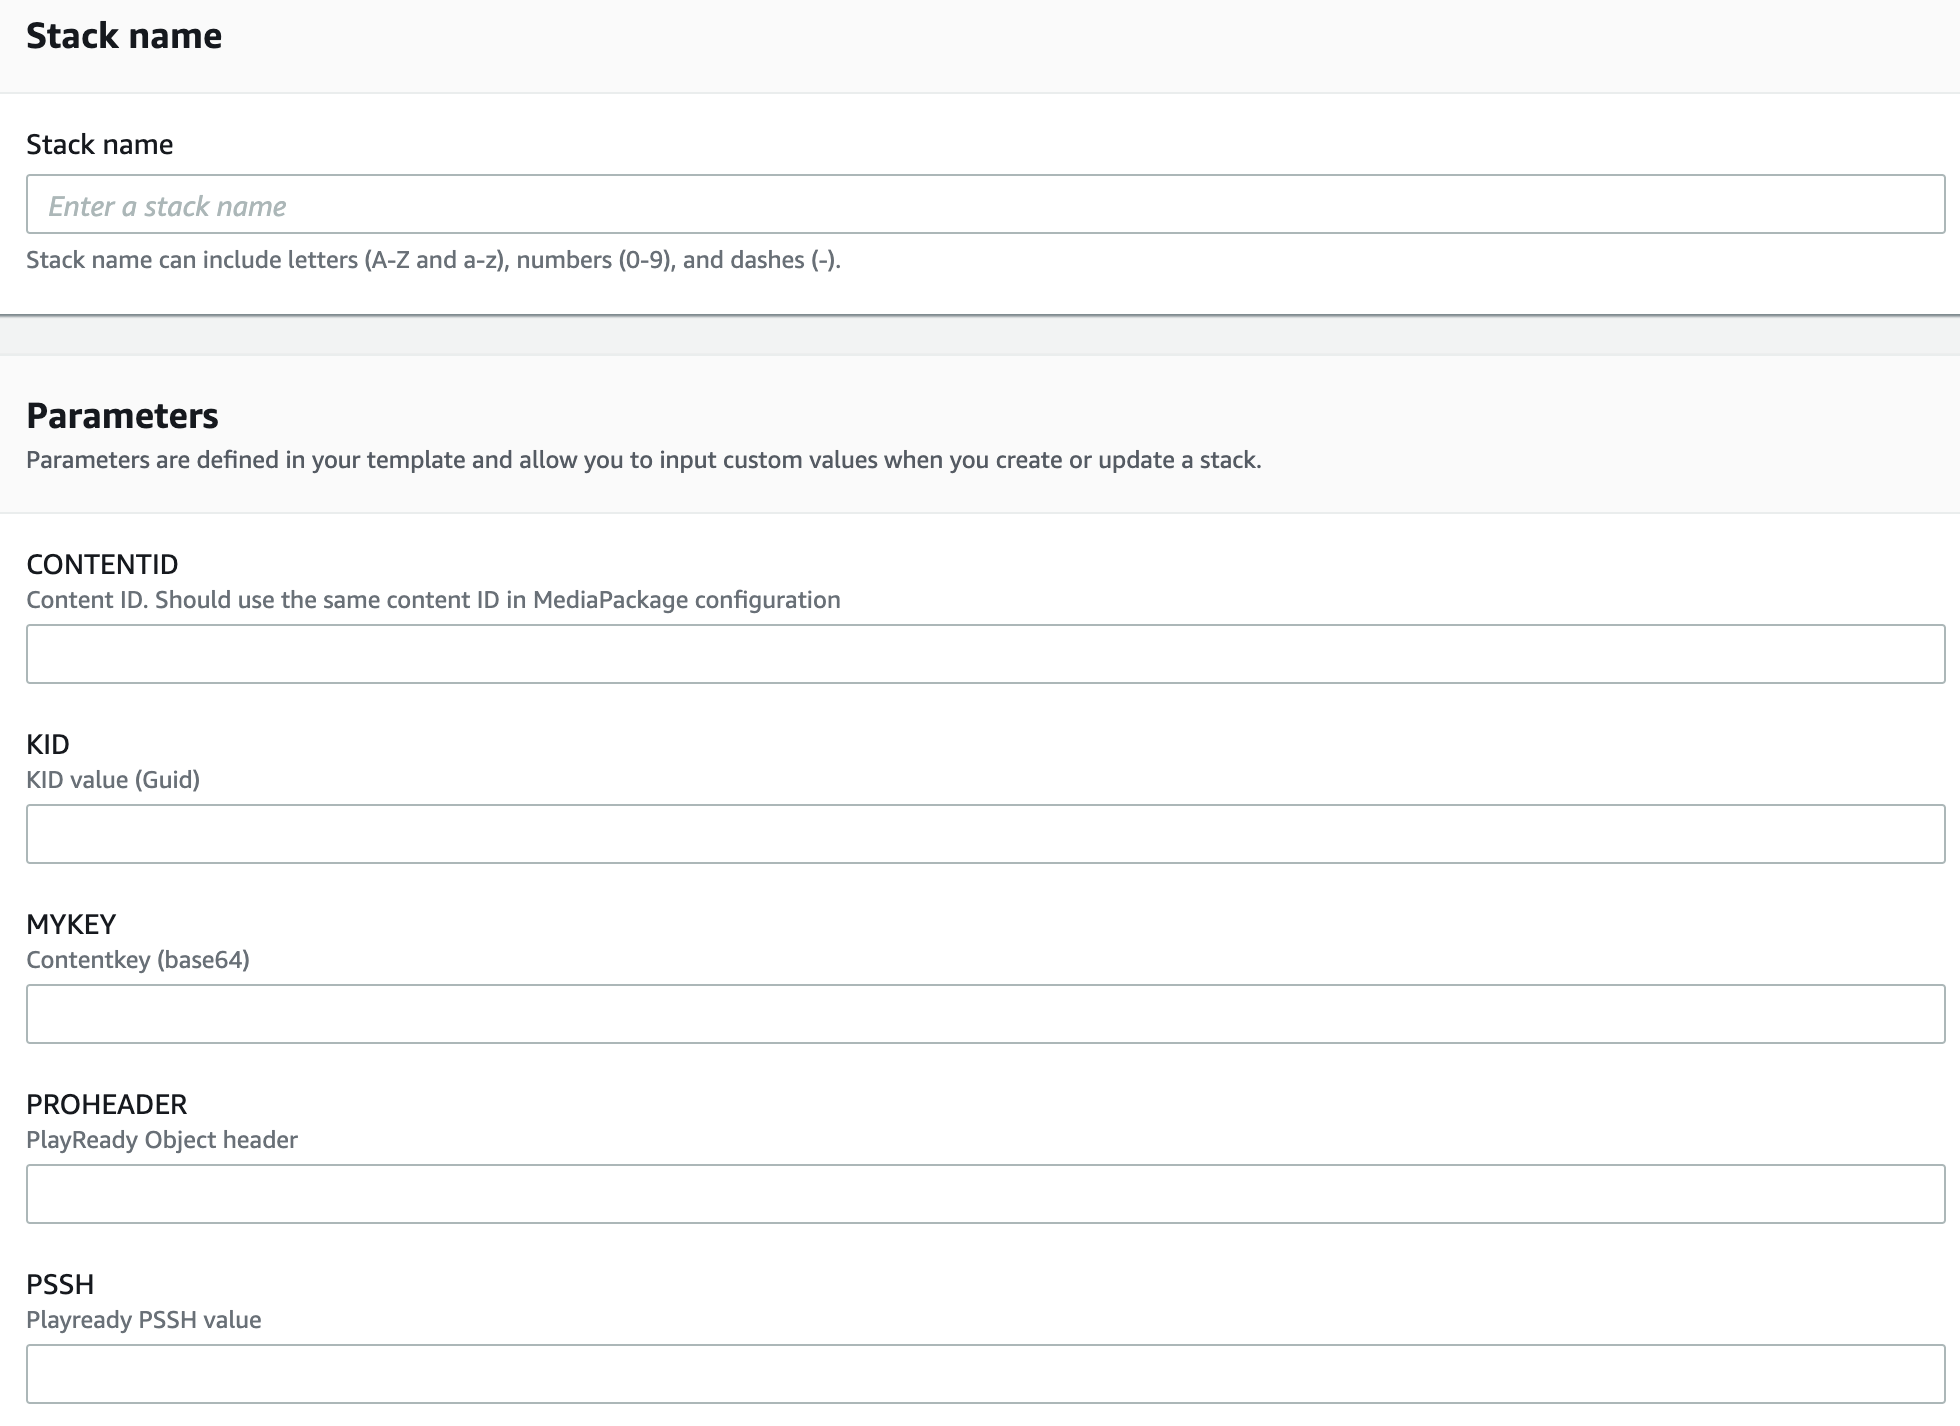 Stack name
Stack name
Enter a stack name
Stack name can include letters (A-Z and a-z), numbers (0-9), and dashes (-).
Parameters
Parameters are defined in your template and allow you to input custom values when you create or update a stack.
CONTENTID
Content ID. Should use the same content ID in MediaPackage configuration
KID
KID value (Guid)
MYKEY
Contentkey (base64)
PROHEADER
PlayReady Object header
PSSH
Playready PSSH value